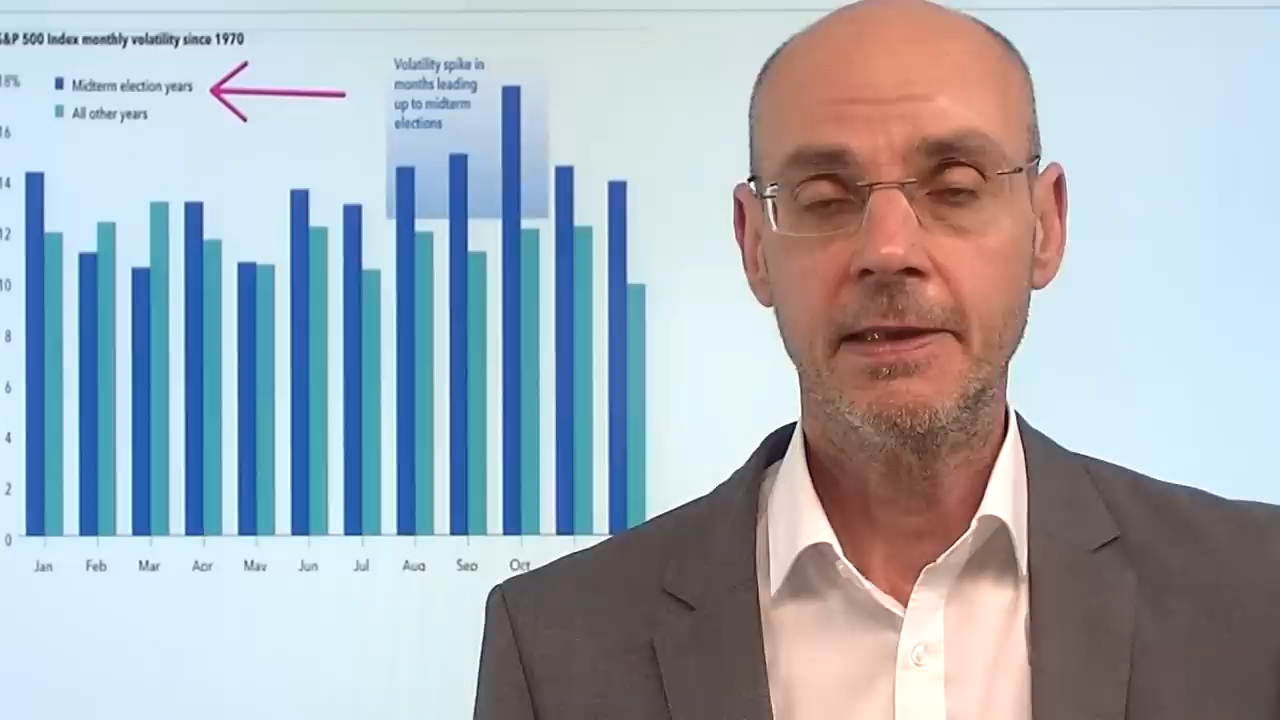 S&P 500 Index monthly volatility since 1970
18%
Midterm election years
All other years
Volatility spike in
months leading
up to midterm
elections
16
14
12
10
8
6
4
2
0
Jan Feb Mar Apr May Jun Jul Aug Sep Oct